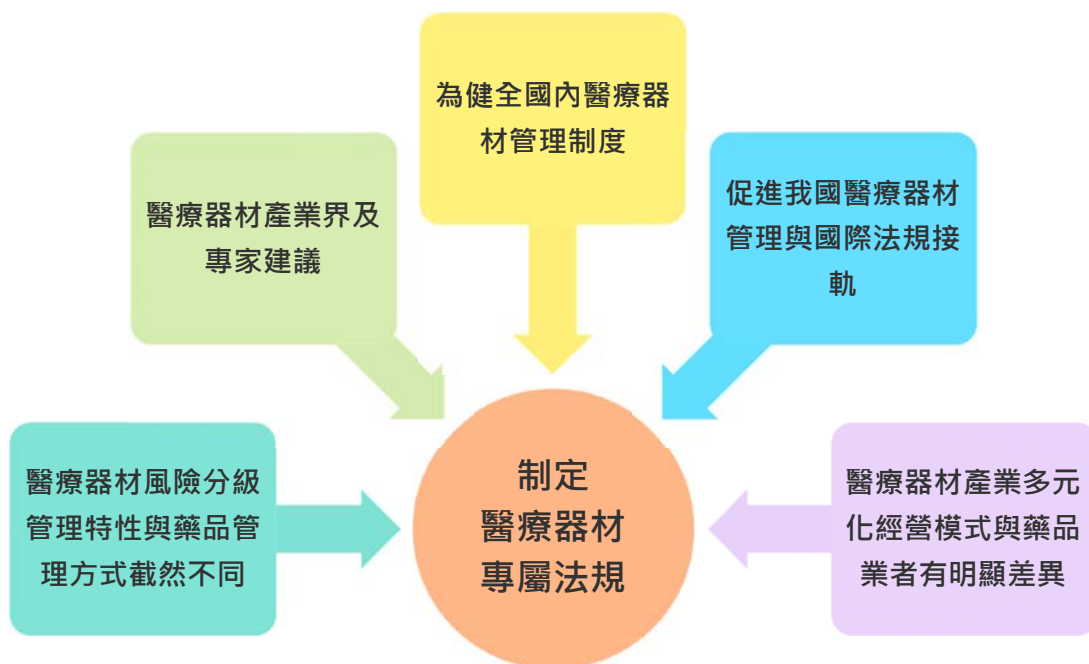 為健全國內醫療器
材管理制度
醫療器材產業界及
專家建議
促進我國醫療器材
管理與國際法規接
軌
醫療器材風險分級
管理特性與藥品管
理方式截然不同
制定
醫療器材
專屬法規
醫療器材產業多元
化經營模式與藥品
業者有明顯差異